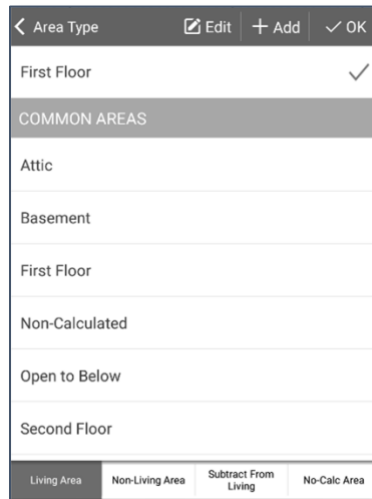 Area Type Edit Add OK
First Floor
COMMON AREAS
Attic
Basement
First Floor
Non-Calculated
Open to Below
Second Floor
Living Area Non-Living Area Subtract From Living No-Calc Area